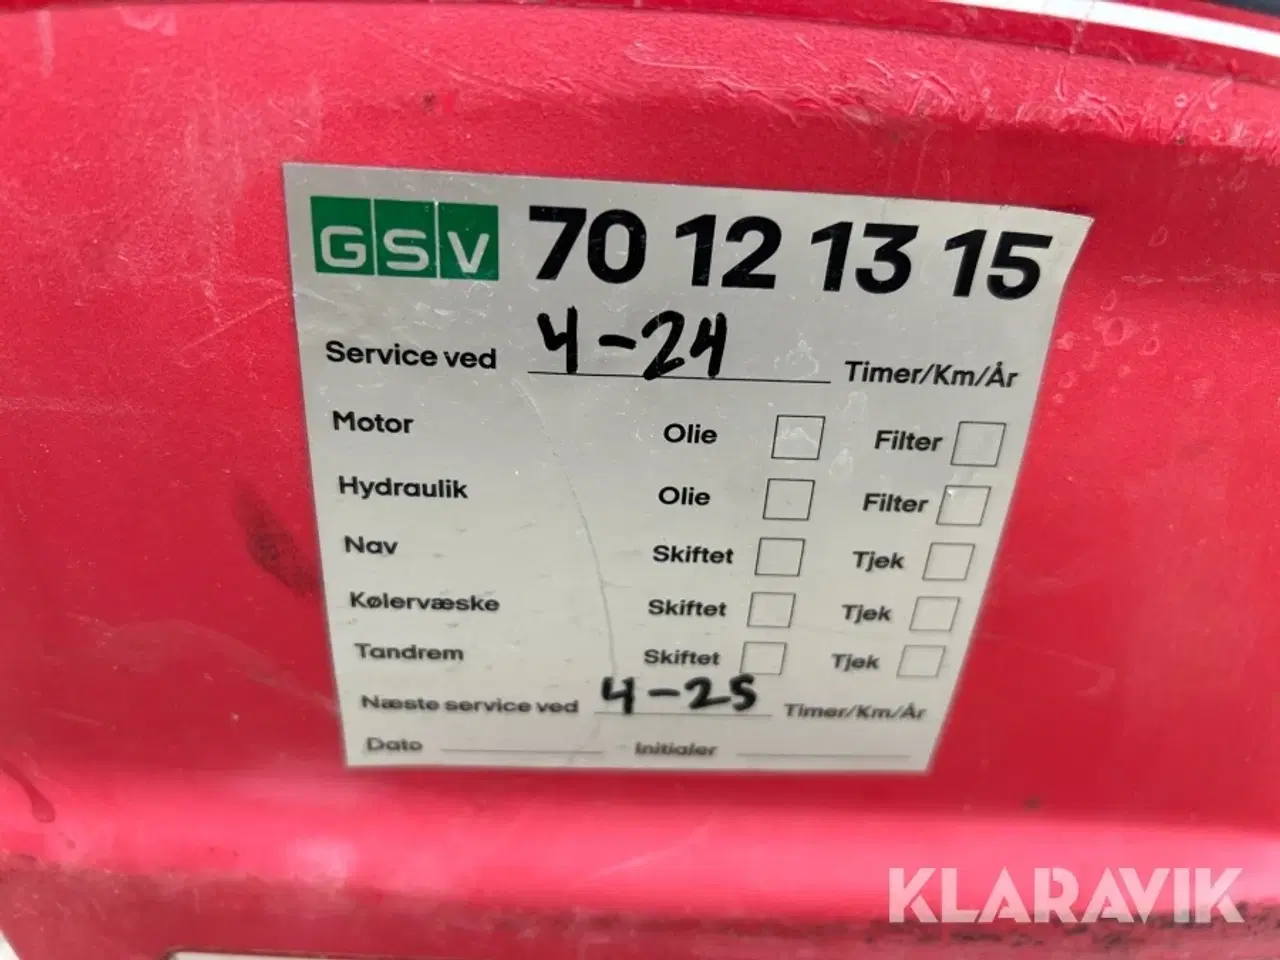 GSV 70 12 13 15
Service ved 4-24 Timer/Km/År
Motor Olie Filter
Hydraulik Olie Filter
Nav Skiftet Tjek
Kølervæske Skiftet Tjek
Tandrem Skiftet Tjek
Næste service ved 4-25 Timer/Km/År
Dato Initialer
KLARAVIK